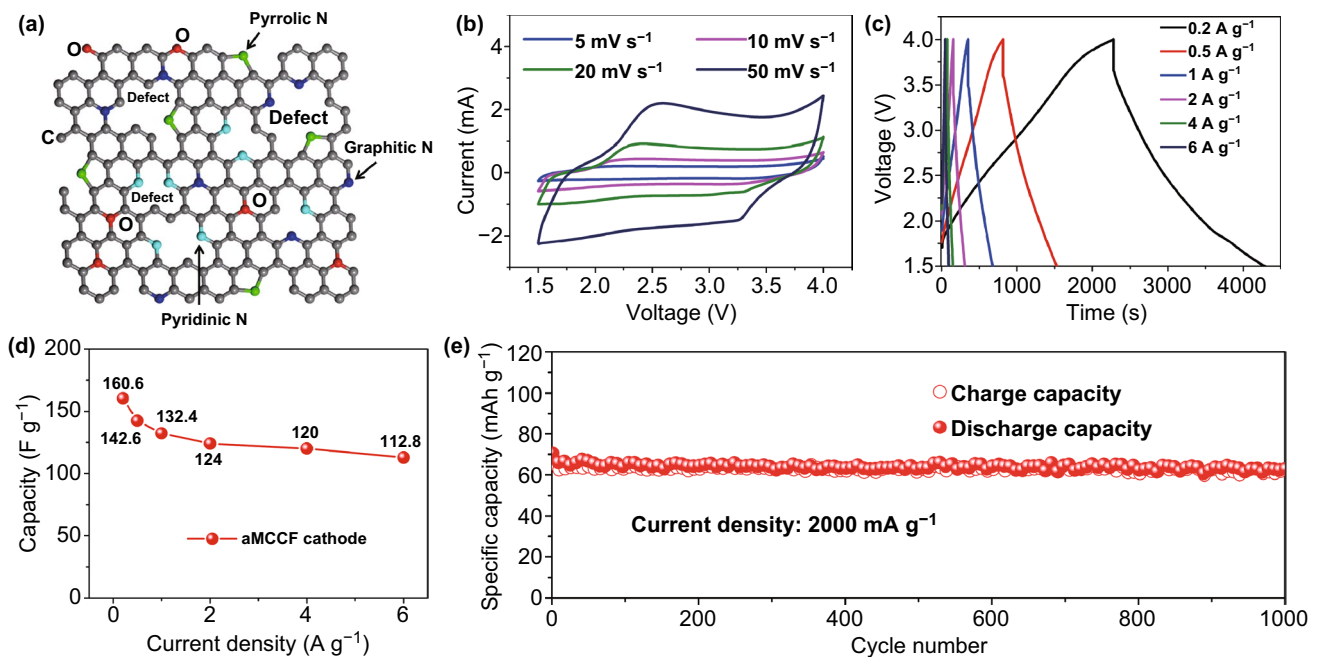 (a)
Pyrrolic N
O
O
Defect
Defect
C
Graphitic N
Defect
O
O
Pyridinic N
(b)
5 mV s⁻¹
10 mV s⁻¹
20 mV s⁻¹
50 mV s⁻¹
4
2
0
−2
Current (mA)
1.5 2.0 2.5 3.0 3.5 4.0
Voltage (V)
(c)
0.2 A g⁻¹
0.5 A g⁻¹
1 A g⁻¹
2 A g⁻¹
4 A g⁻¹
6 A g⁻¹
4.0
3.0
2.0
1.5
Voltage (V)
0 1000 2000 3000 4000
Time (s)
(d)
200
150
100
50
0
Capacity (F g⁻¹)
160.6
142.6
132.4
124
120
112.8
aMCCF cathode
0 2 4 6
Current density (A g⁻¹)
(e)
120
100
80
60
40
20
0
Specific capacity (mAh g⁻¹)
Charge capacity
Discharge capacity
Current density: 2000 mA g⁻¹
0 200 400 600 800 1000
Cycle number